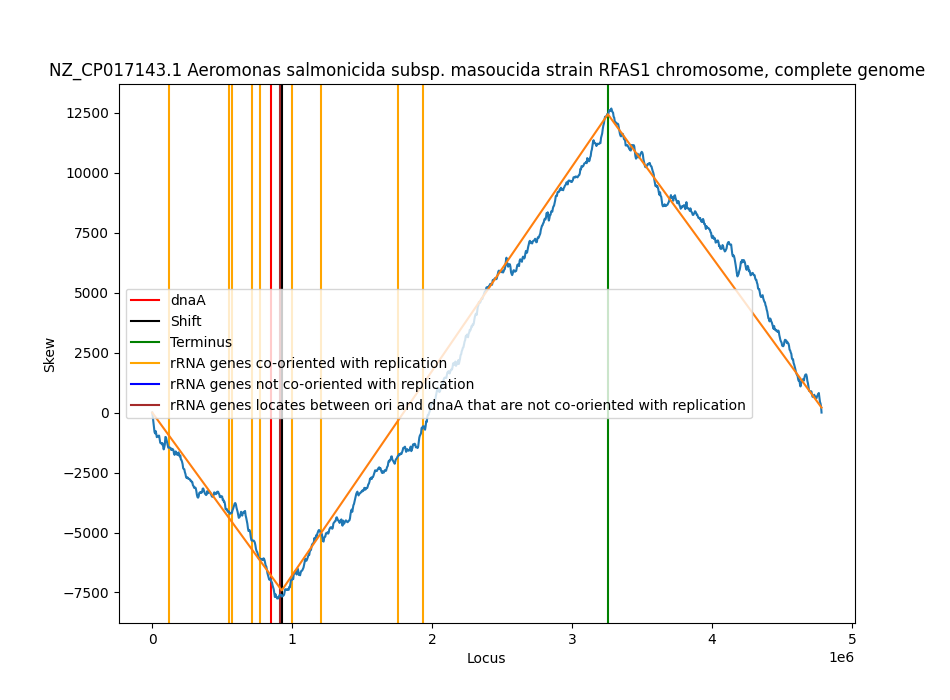 NZ_CP017143.1 Aeromonas salmonicida subsp. masoucida strain RFAS1 chromosome, complete genome
12500
10000
7500
5000
2500
0
−2500
−5000
−7500
Skew
dnaA
Shift
Terminus
rRNA genes co-oriented with replication
rRNA genes not co-oriented with replication
rRNA genes locates between ori and dnaA that are not co-oriented with replication
0 1 2 3 4 5
1e6
Locus